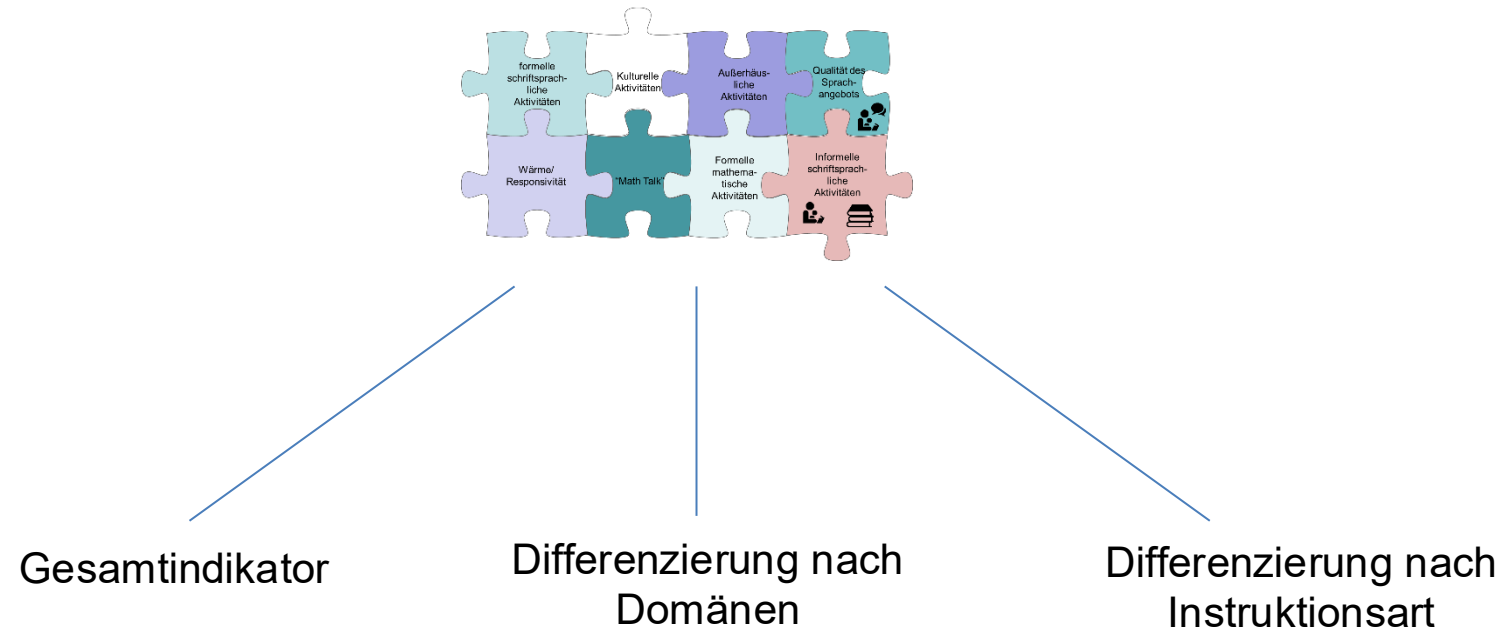 formelle
schriftsprach-
liche
Aktivitäten
Kulturelle
Aktivitäten
Außerhäus-
liche
Aktivitäten
Qualität des
Sprach-
angebots
Wärme/
Responsivität
"Math Talk"
Formelle
mathema-
tische
Aktivitäten
Informelle
schriftsprach-
liche
Aktivitäten
Gesamtindikator
Differenzierung nach
Domänen
Differenzierung nach
Instruktionsart